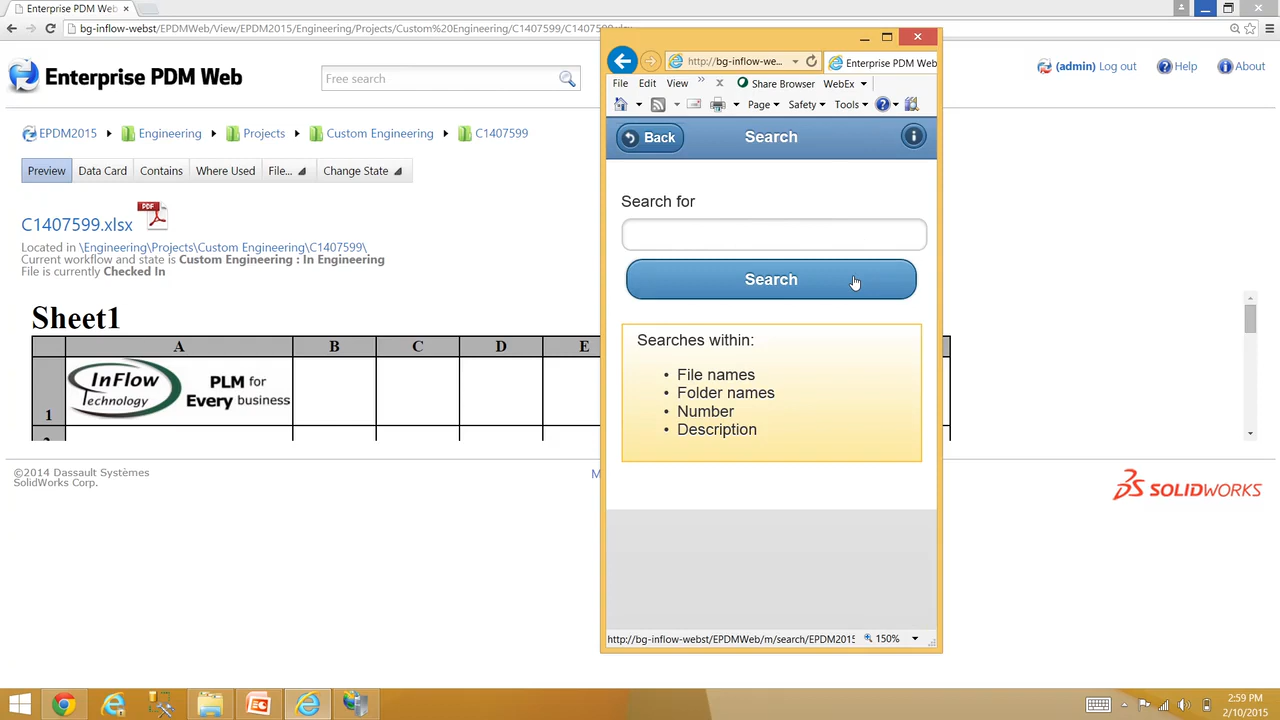 Enterprise PDM Web
bg-inflow-webst/EPDMWeb/View/EPDM2015/Engineering/Projects/Custom%20Engineering/C1407599/C1407599.xlsx
Enterprise PDM Web
Free search
(admin) Log out
Help
About
EPDM2015
Engineering
Projects
Custom Engineering
C1407599
Preview
Data Card
Contains
Where Used
File...
Change State
C1407599.xlsx
PDF
Located in \Engineering\Projects\Custom Engineering\C1407599\
Current workflow and state is Custom Engineering : In Engineering
File is currently Checked In
Sheet1
A B C D E
1
InFlow
Technology
PLM for
Every business
©2014 Dassault Systèmes
SolidWorks Corp.
M
SOLIDWORKS
http://bg-inflow-we...
Enterprise PDM Web
File Edit View
Share Browser WebEx
Page Safety Tools
Back
Search
Search for
Search
Searches within:
• File names
• Folder names
• Number
• Description
http://bg-inflow-webst/EPDMWeb/m/search/EPDM2015
150%
2:59 PM
2/10/2015